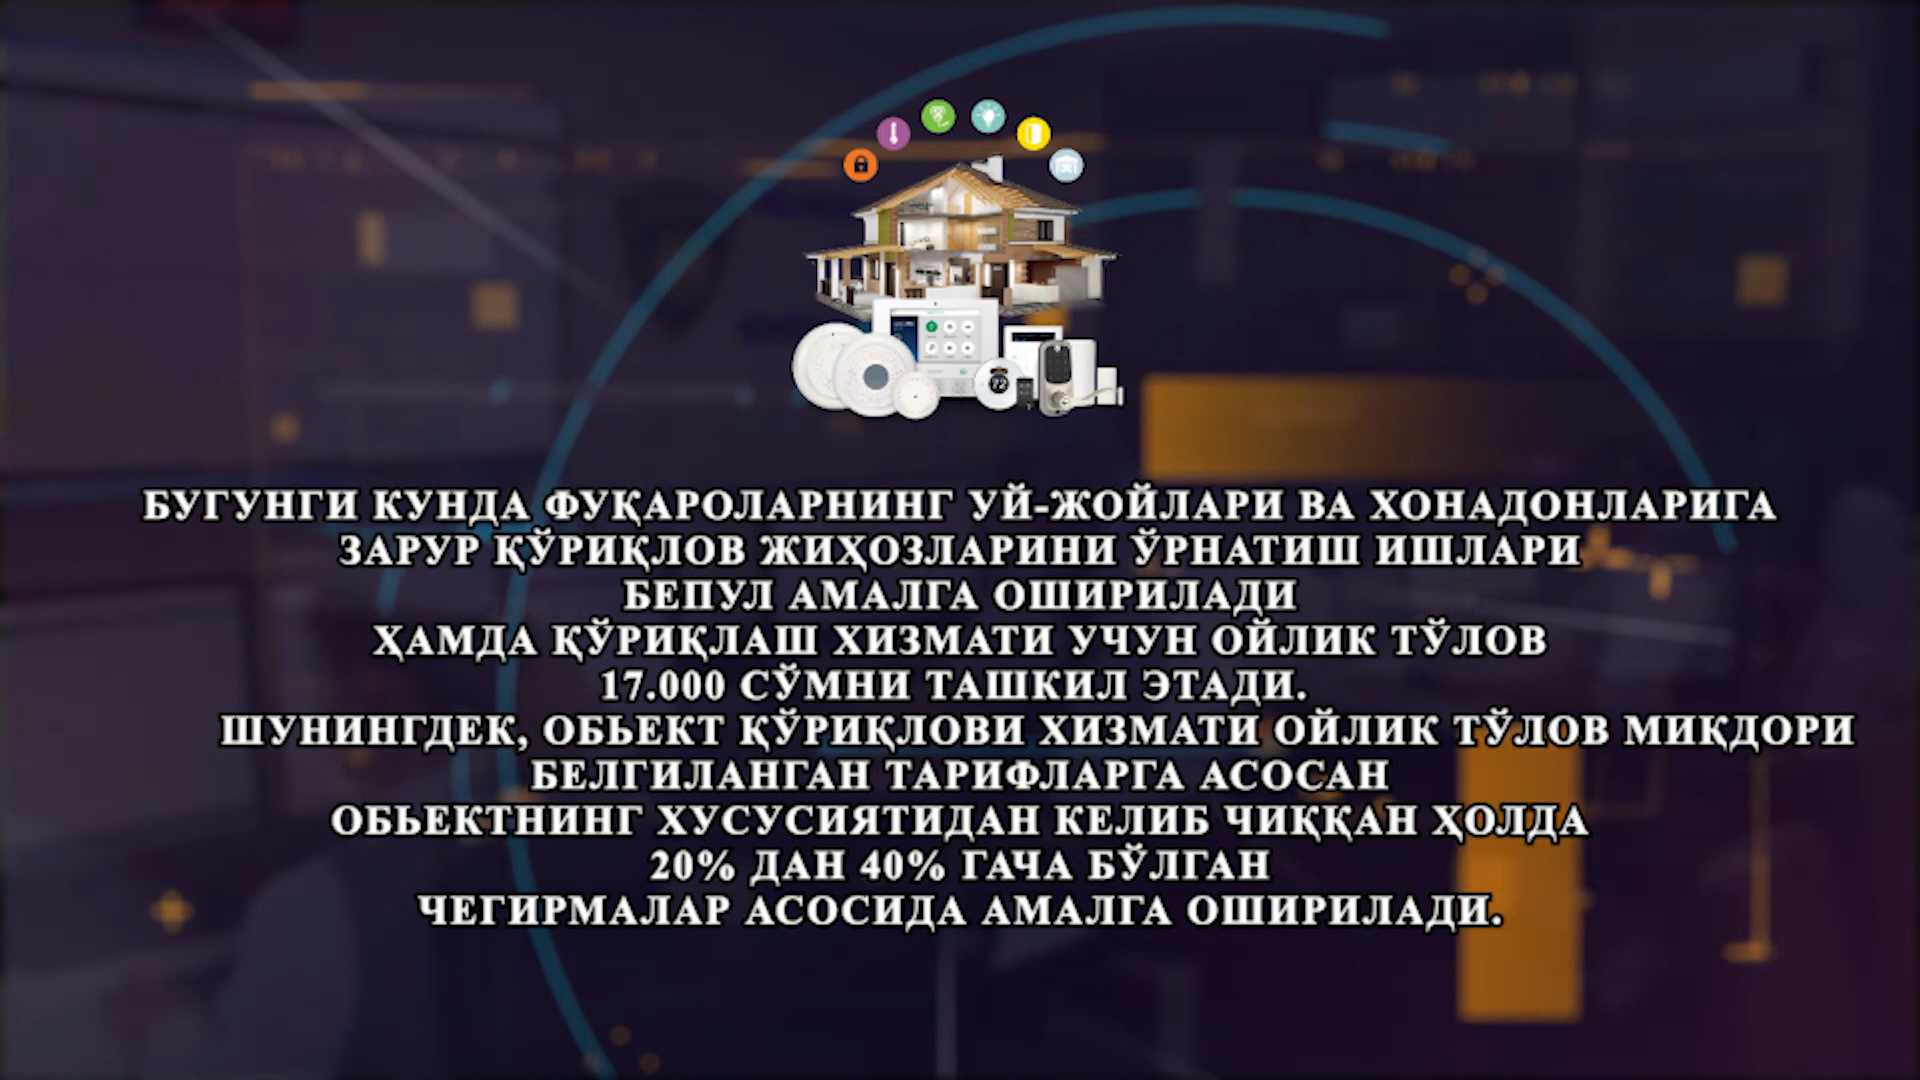 БУГУНГИ КУНДА ФУҚАРОЛАРНИНГ УЙ-ЖОЙЛАРИ ВА ХОНАДОНЛАРИГА
ЗАРУР ҚЎРИҚЛОВ ЖИҲОЗЛАРИНИ ЎРНАТИШ ИШЛАРИ
БЕПУЛ АМАЛГА ОШИРИЛАДИ
ҲАМДА ҚЎРИҚЛАШ ХИЗМАТИ УЧУН ОЙЛИК ТЎЛОВ
17.000 СЎМНИ ТАШКИЛ ЭТАДИ.
ШУНИНГДЕК, ОБЬЕКТ ҚЎРИҚЛОВИ ХИЗМАТИ ОЙЛИК ТЎЛОВ МИҚДОРИ
БЕЛГИЛАНГАН ТАРИФЛАРГА АСОСАН
ОБЬЕКТНИНГ ХУСУСИЯТИДАН КЕЛИБ ЧИҚҚАН ҲОЛДА
20% ДАН 40% ГАЧА БЎЛГАН
ЧЕГИРМАЛАР АСОСИДА АМАЛГА ОШИРИЛАДИ.